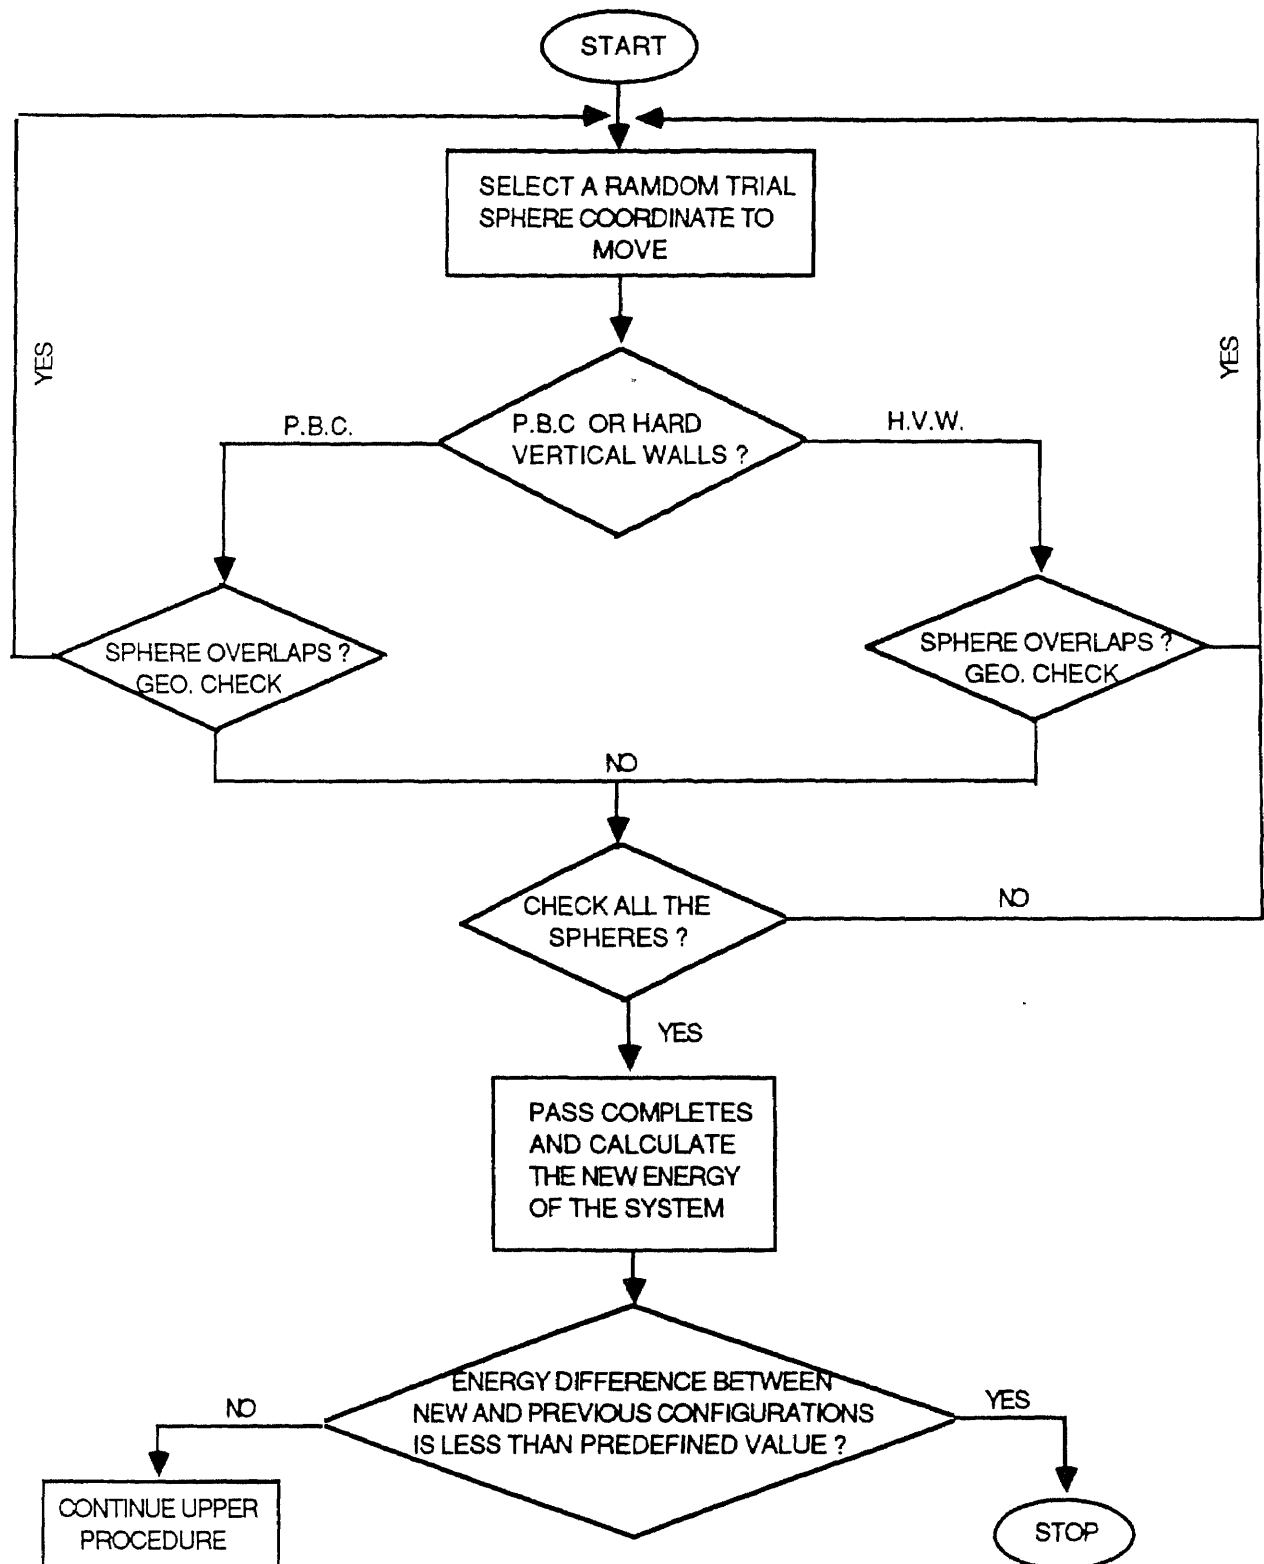 START
SELECT A RAMDOM TRIAL
SPHERE COORDINATE TO
MOVE
YES
YES
P.B.C.
P.B.C OR HARD
VERTICAL WALLS ?
H.V.W.
SPHERE OVERLAPS ?
GEO. CHECK
SPHERE OVERLAPS ?
GEO. CHECK
NO
CHECK ALL THE
SPHERES ?
NO
YES
PASS COMPLETES
AND CALCULATE
THE NEW ENERGY
OF THE SYSTEM
ENERGY DIFFERENCE BETWEEN
NEW AND PREVIOUS CONFIGURATIONS
IS LESS THAN PREDEFINED VALUE ?
NO
YES
CONTINUE UPPER
PROCEDURE
STOP